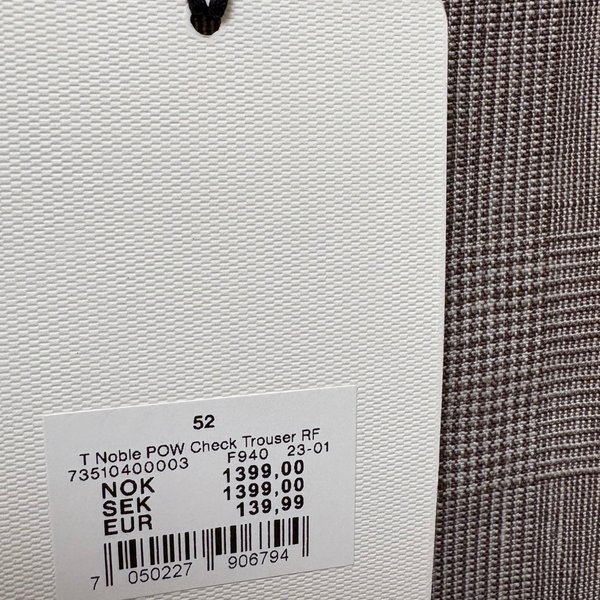 52
T Noble POW Check Trouser RF
73510400003 F940 23-01
NOK 1399,00
SEK 1399,00
EUR 139,99
7 050227 906794